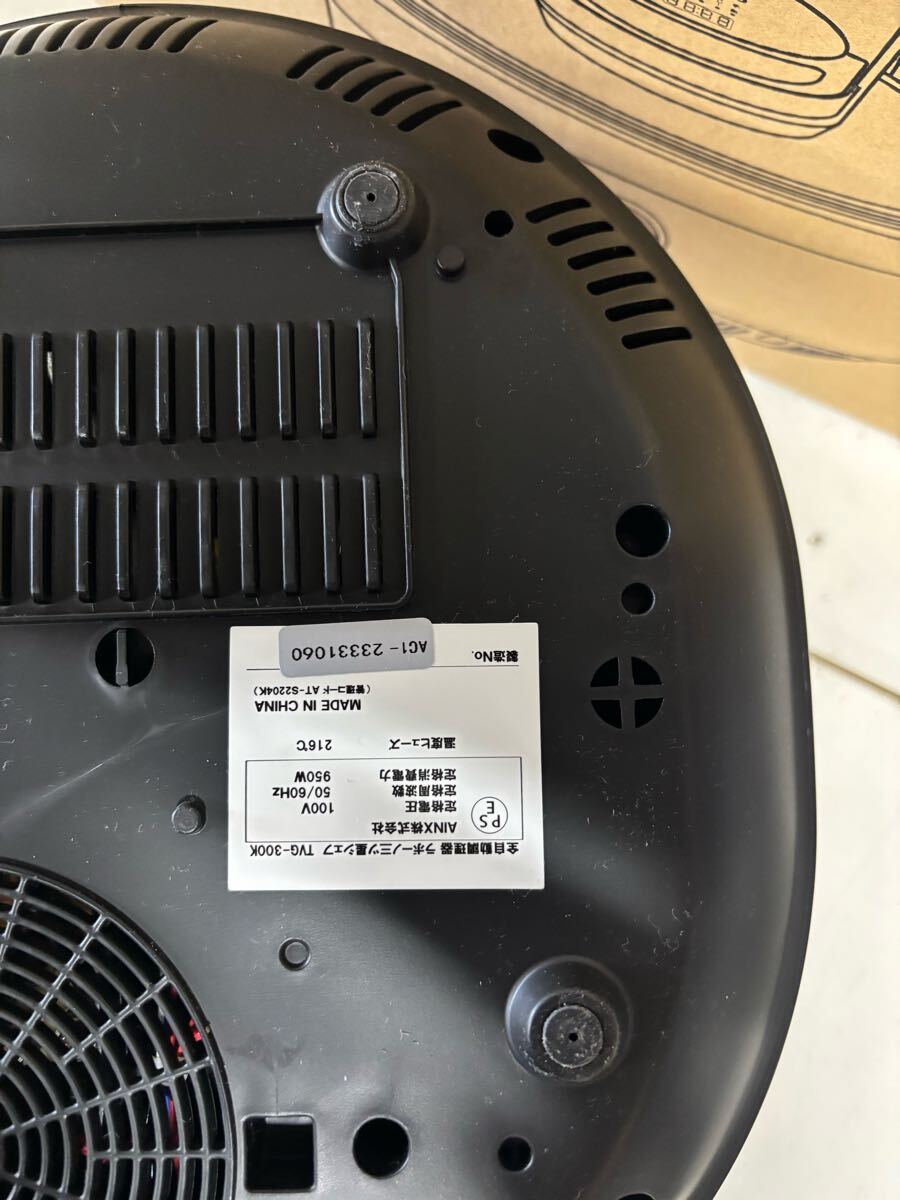 全自動調理器 ラボーノ三ツ星シェフ TVG-300K
AINX株式会社
PS
E
定格電圧 100V
定格周波数 50/60Hz
定格消費電力 950W
温度ヒューズ 216℃
MADE IN CHINA
（管理コード AT-S2204K）
製造No.
AC1-23331060